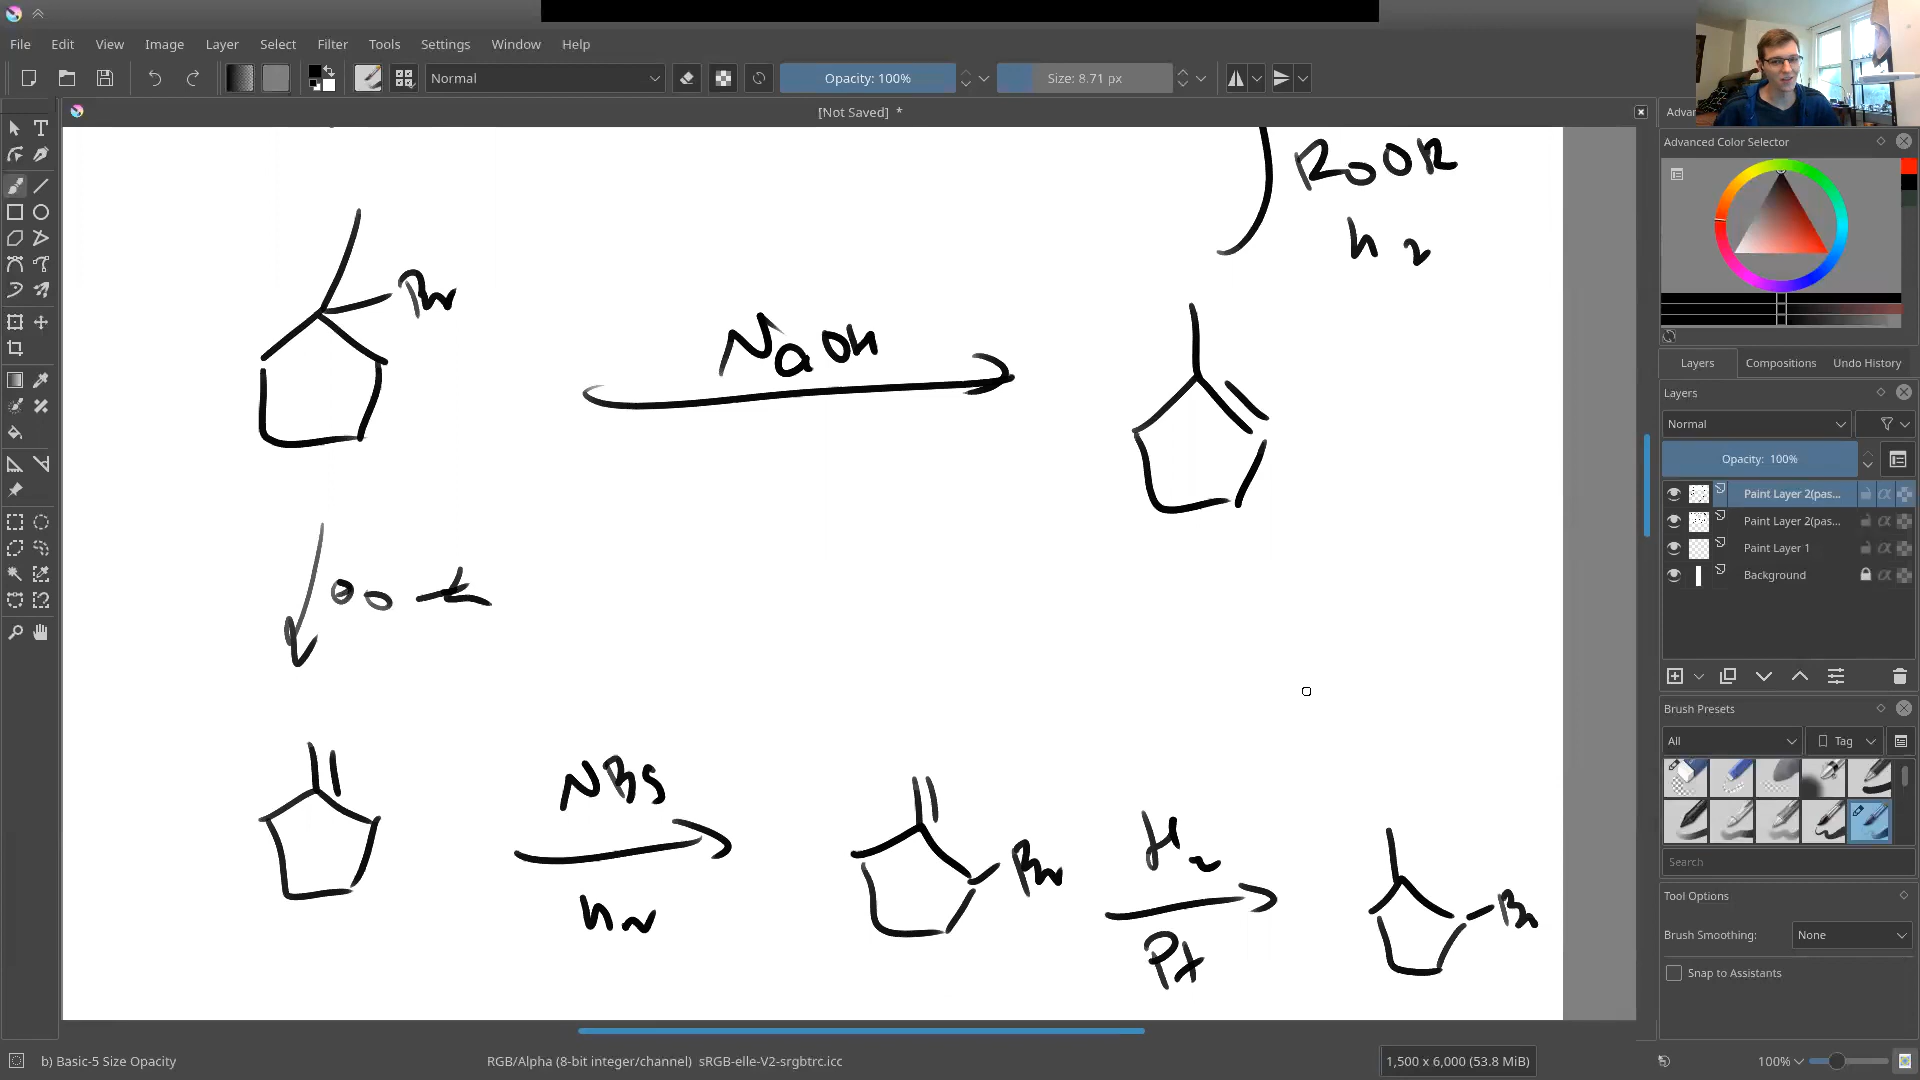 File Edit View Image Layer Select Filter Tools Settings Window Help
Normal
Opacity: 100%
Size: 8.71 px
[Not Saved] *
Advanced Color Selector
Layers Compositions Undo History
Layers
Normal
Opacity: 100%
Paint Layer 2(pas...
Paint Layer 2(pas...
Paint Layer 1
Background
Brush Presets
All
Tag
Search
Tool Options
Brush Smoothing: None
Snap to Assistants
ROOR
Br
NaOH
NBS
Br
H2
Pt
Br
b) Basic-5 Size Opacity
RGB/Alpha (8-bit integer/channel) sRGB-elle-V2-srgbtrc.icc
1,500 x 6,000 (53.8 MiB)
100%